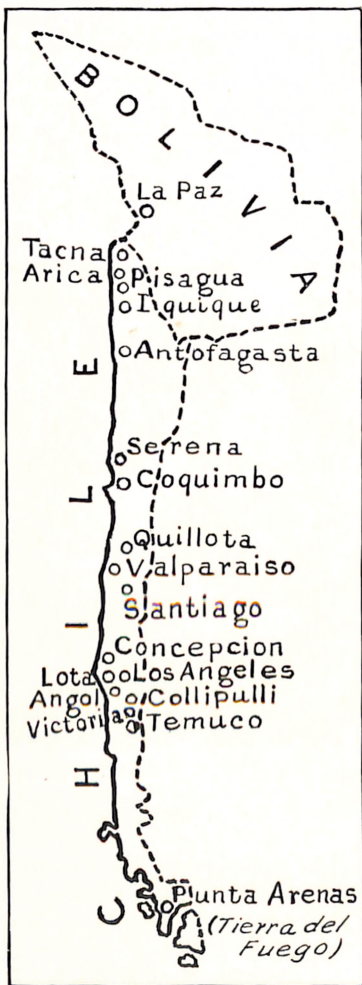 BOLIVIA
La Paz
Tacna
Arica
Pisagua
Iquique
Antofagasta
Serena
Coquimbo
Quillota
Valparaiso
Santiago
Concepcion
Lota
Los Angeles
Angol
Collipulli
Victoria
Temuco
CHILE
Punta Arenas
(Tierra del
Fuego)